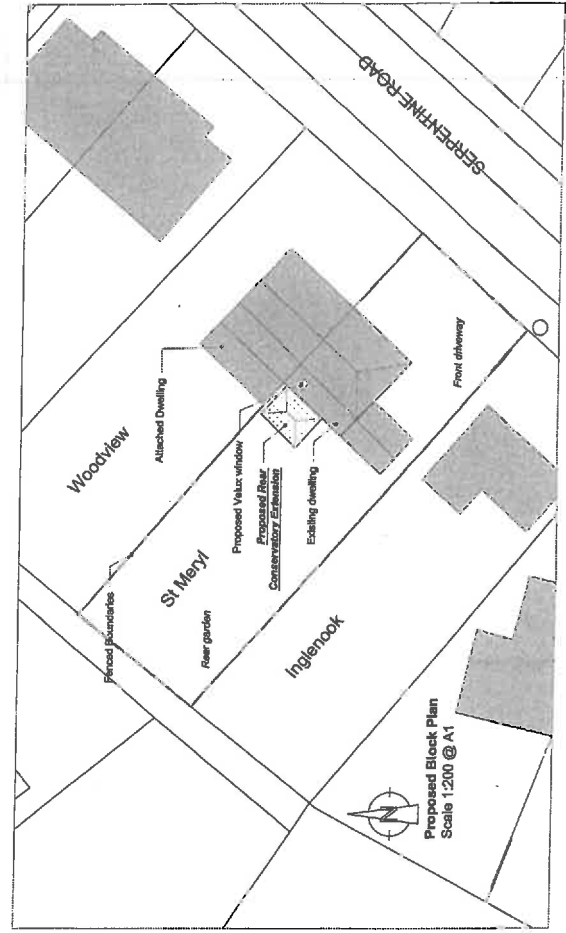 SERPENTINE ROAD
Woodview
Attached Dwelling
Fenced Boundaries
Proposed Velux window
Proposed Rear
Conservatory Extension
St Meryl
Existing dwelling
Rear garden
Front driveway
Inglenook
N
Proposed Block Plan
Scale 1:200 @ A1